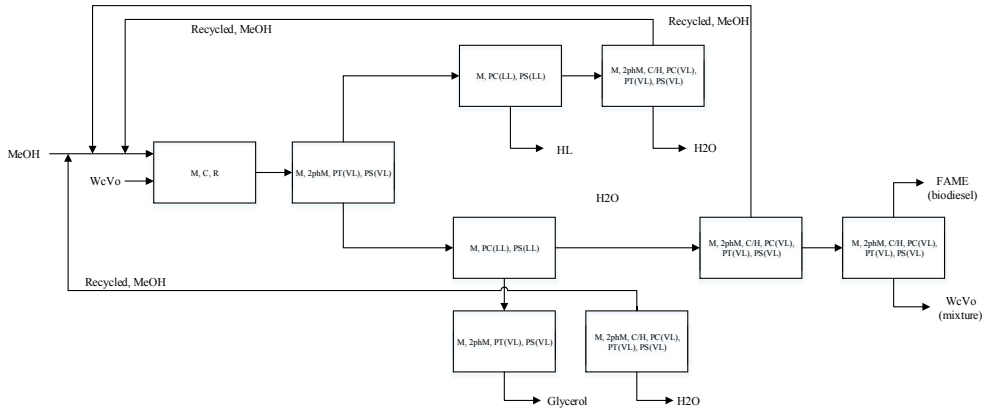 Recycled, MeOH
Recycled, MeOH
M, PC(LL), PS(LL)
M, 2phM, C/H, PC(VL),
PT(VL), PS(VL)
MeOH
HL
H2O
WcVo
M, C, R
M, 2phM, PT(VL), PS(VL)
H2O
FAME
(biodiesel)
M, PC(LL), PS(LL)
M, 2phM, C/H, PC(VL),
PT(VL), PS(VL)
M, 2phM, C/H, PC(VL),
PT(VL), PS(VL)
Recycled, MeOH
WcVo
(mixture)
M, 2phM, PT(VL), PS(VL)
M, 2phM, C/H, PC(VL),
PT(VL), PS(VL)
Glycerol
H2O